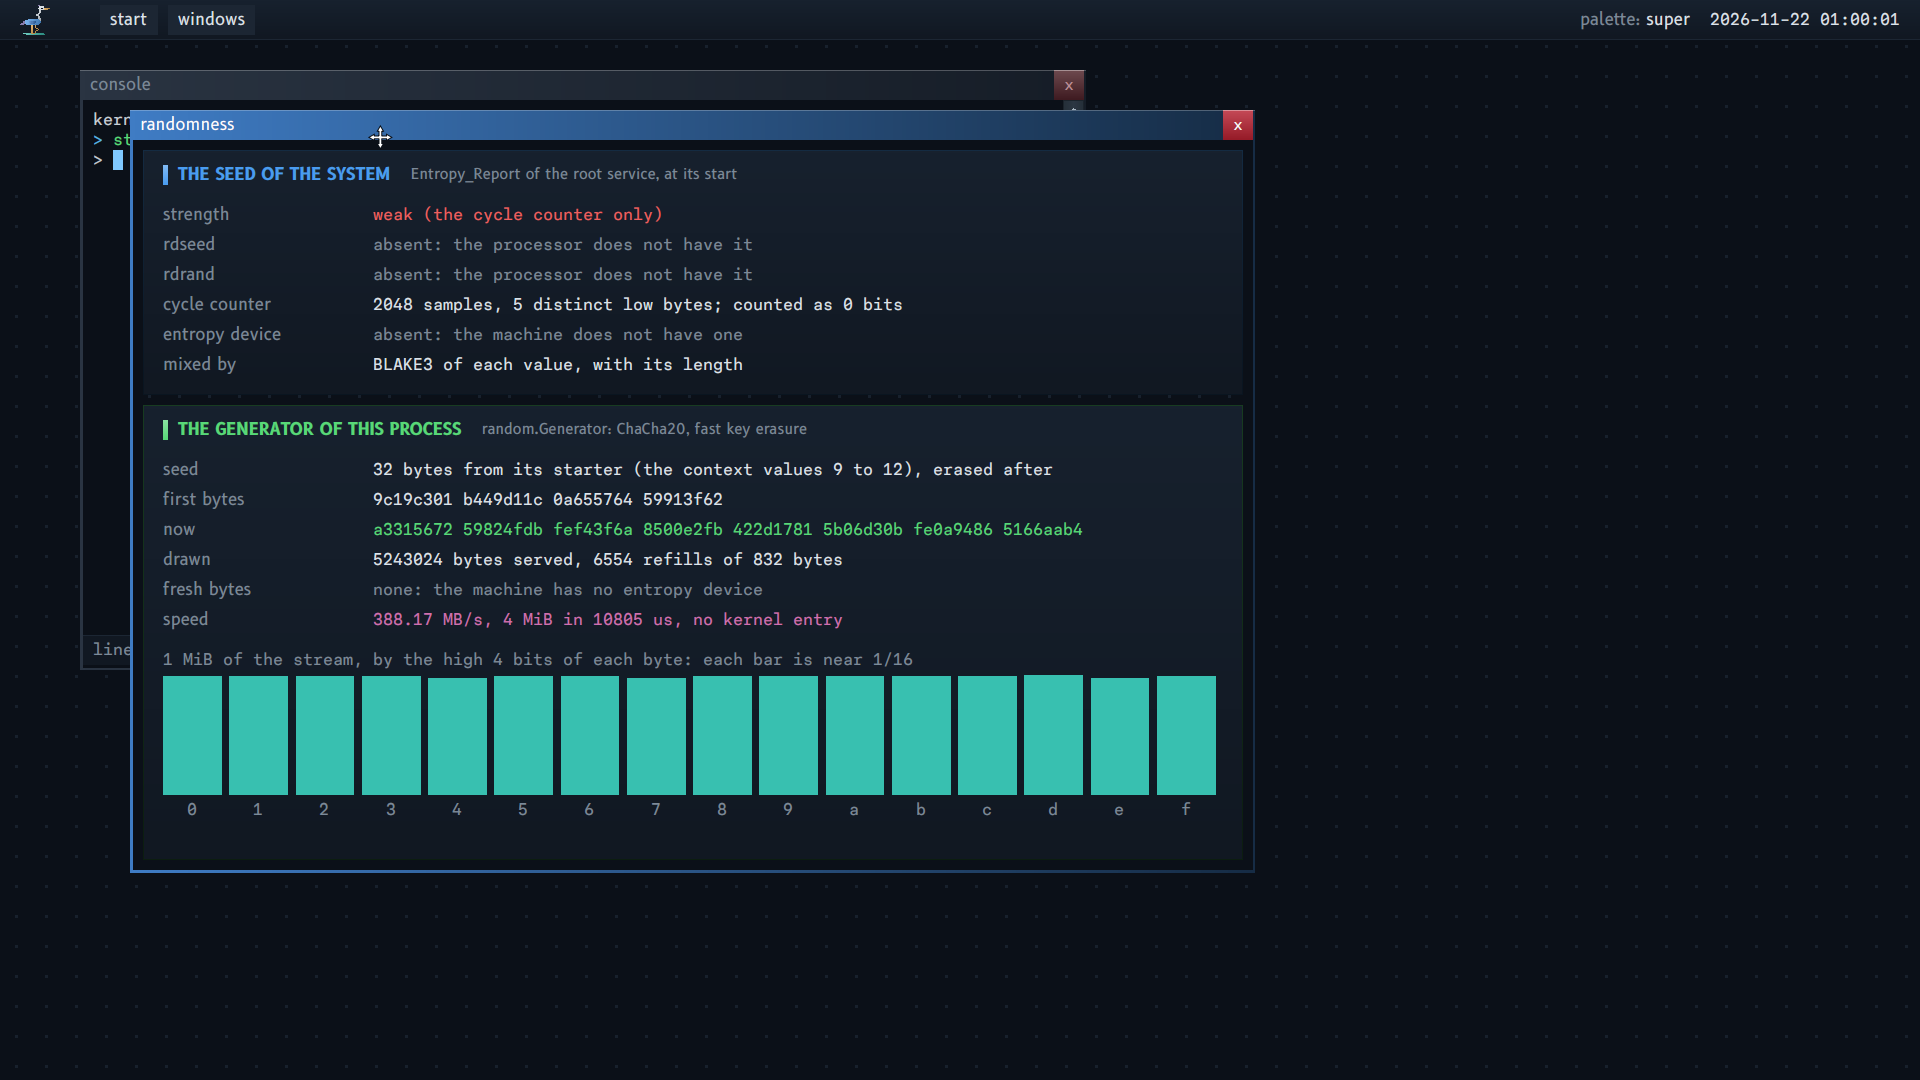 start windows palette: super 2026-11-22 01:00:01
console x
kern
> st
>
line
randomness x
THE SEED OF THE SYSTEM Entropy_Report of the root service, at its start
strength weak (the cycle counter only)
rdseed absent: the processor does not have it
rdrand absent: the processor does not have it
cycle counter 2048 samples, 5 distinct low bytes; counted as 0 bits
entropy device absent: the machine does not have one
mixed by BLAKE3 of each value, with its length
THE GENERATOR OF THIS PROCESS random.Generator: ChaCha20, fast key erasure
seed 32 bytes from its starter (the context values 9 to 12), erased after
first bytes 9c19c301 b449d11c 0a655764 59913f62
now a3315672 59824fdb fef43f6a 8500e2fb 422d1781 5b06d30b fe0a9486 5166aab4
drawn 5243024 bytes served, 6554 refills of 832 bytes
fresh bytes none: the machine has no entropy device
speed 388.17 MB/s, 4 MiB in 10805 us, no kernel entry
1 MiB of the stream, by the high 4 bits of each byte: each bar is near 1/16
0 1 2 3 4 5 6 7 8 9 a b c d e f